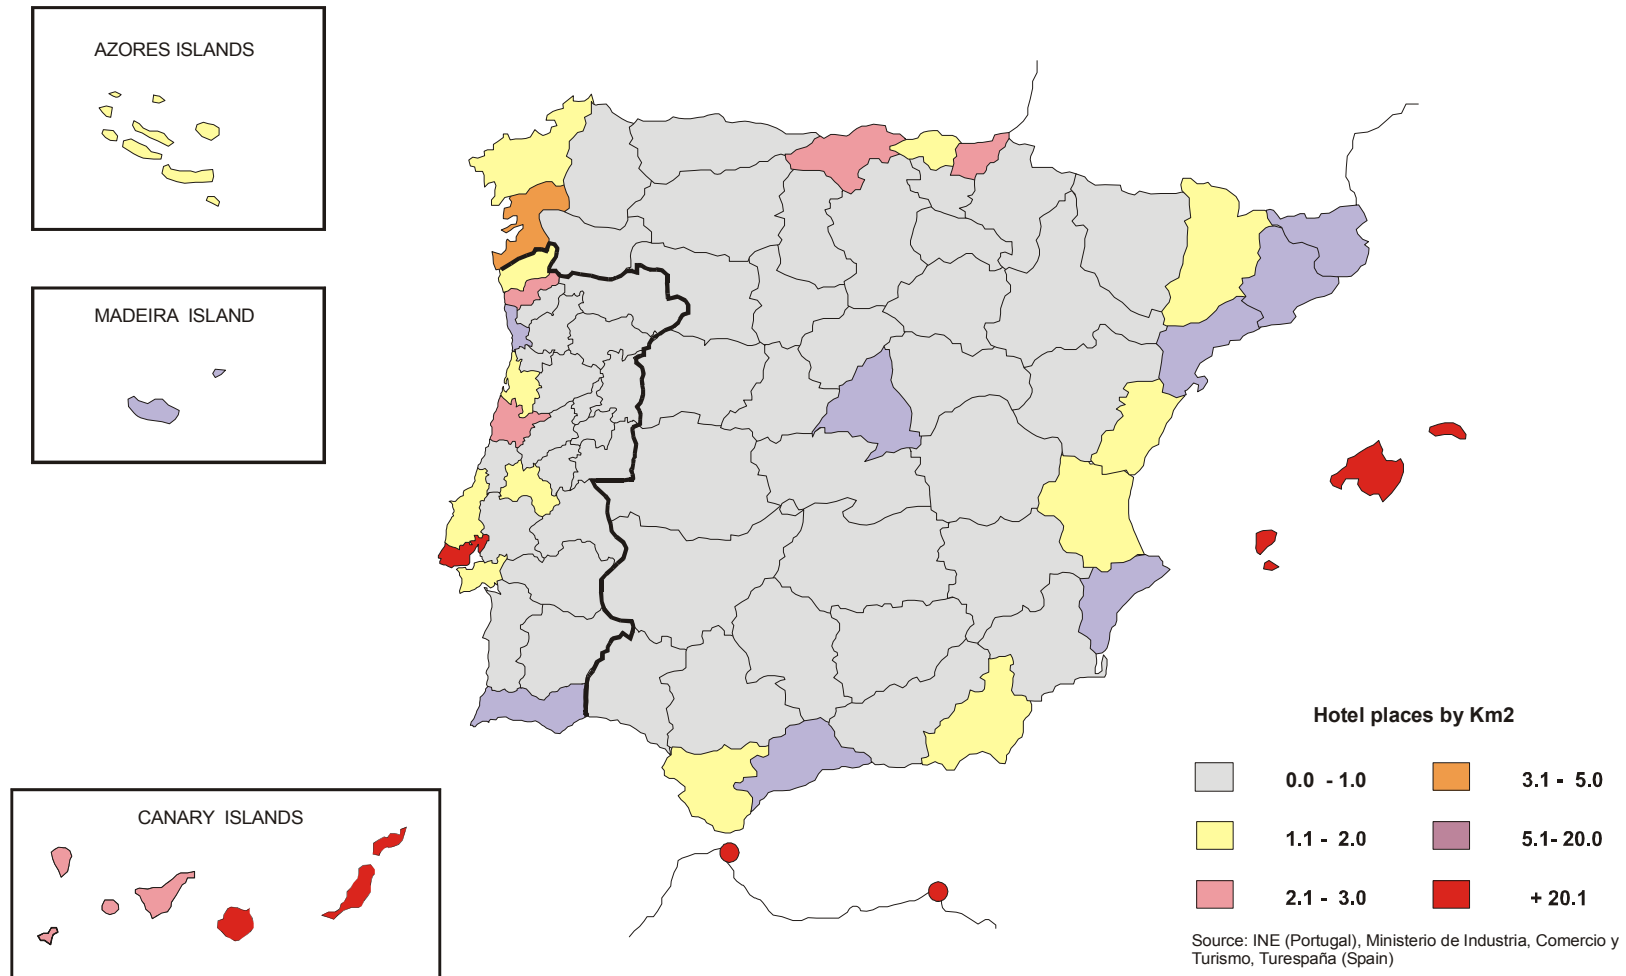 AZORES ISLANDS
MADEIRA ISLAND
CANARY ISLANDS
Hotel places by Km2
0.0 - 1.0
1.1 - 2.0
2.1 - 3.0
3.1 - 5.0
5.1- 20.0
+ 20.1
Source: INE (Portugal), Ministerio de Industria, Comercio y
Turismo, Turespaña (Spain)